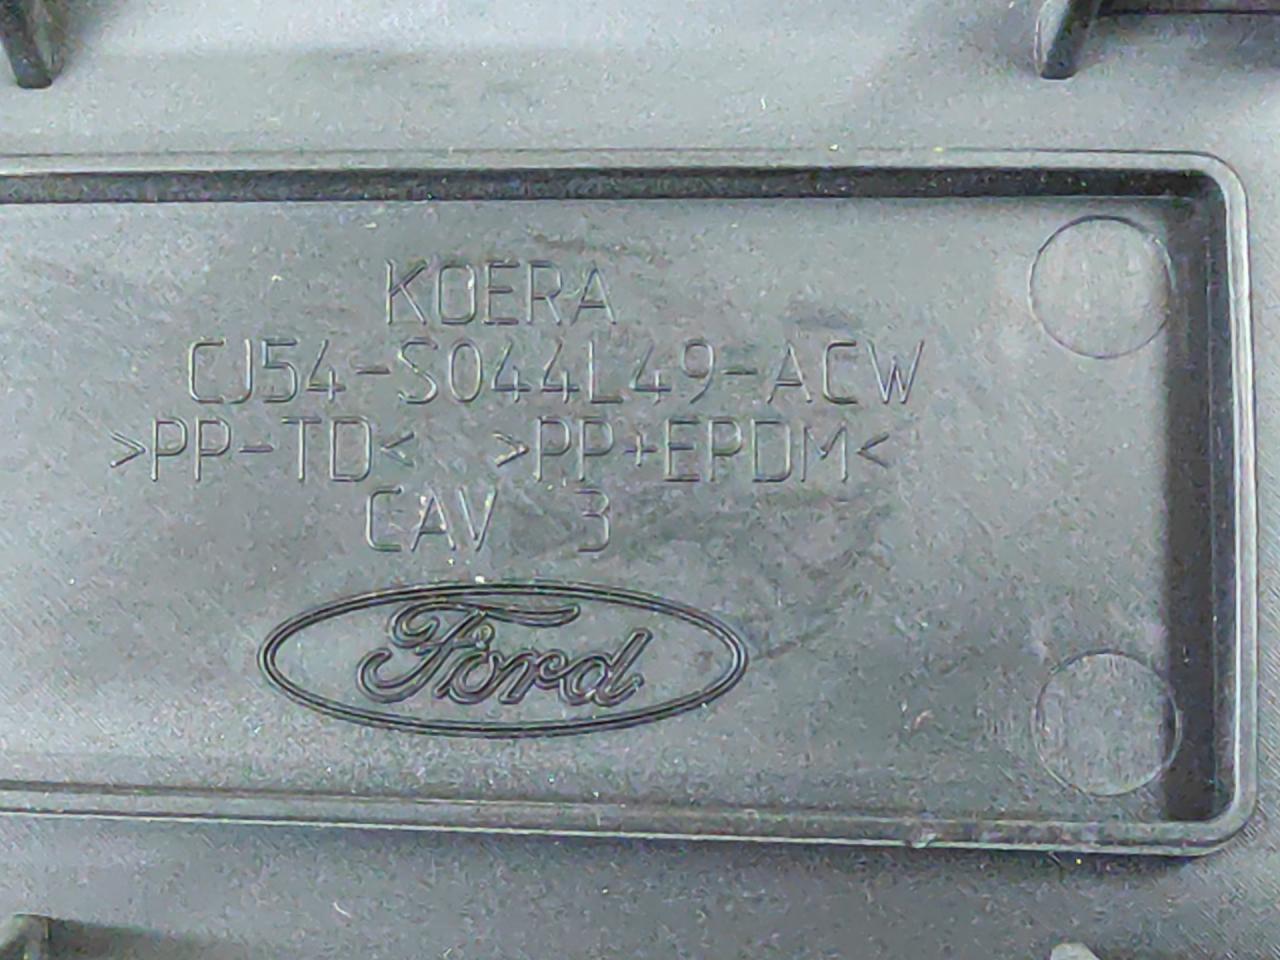 KOERA
CJ54-S044L49-ACW
>PP-TD< >PP+EPDM<
CAV 3
Ford